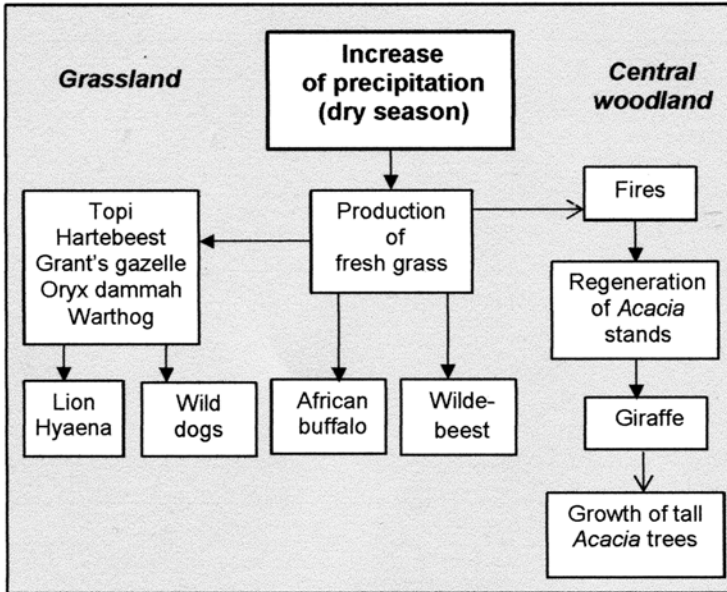 Grassland
Increase
of precipitation
(dry season)
Central
woodland
Topi
Hartebeest
Grant's gazelle
Oryx dammah
Warthog
Production
of
fresh grass
Fires
Regeneration
of Acacia
stands
Lion
Hyaena
Wild
dogs
African
buffalo
Wilde-
beest
Giraffe
Growth of tall
Acacia trees